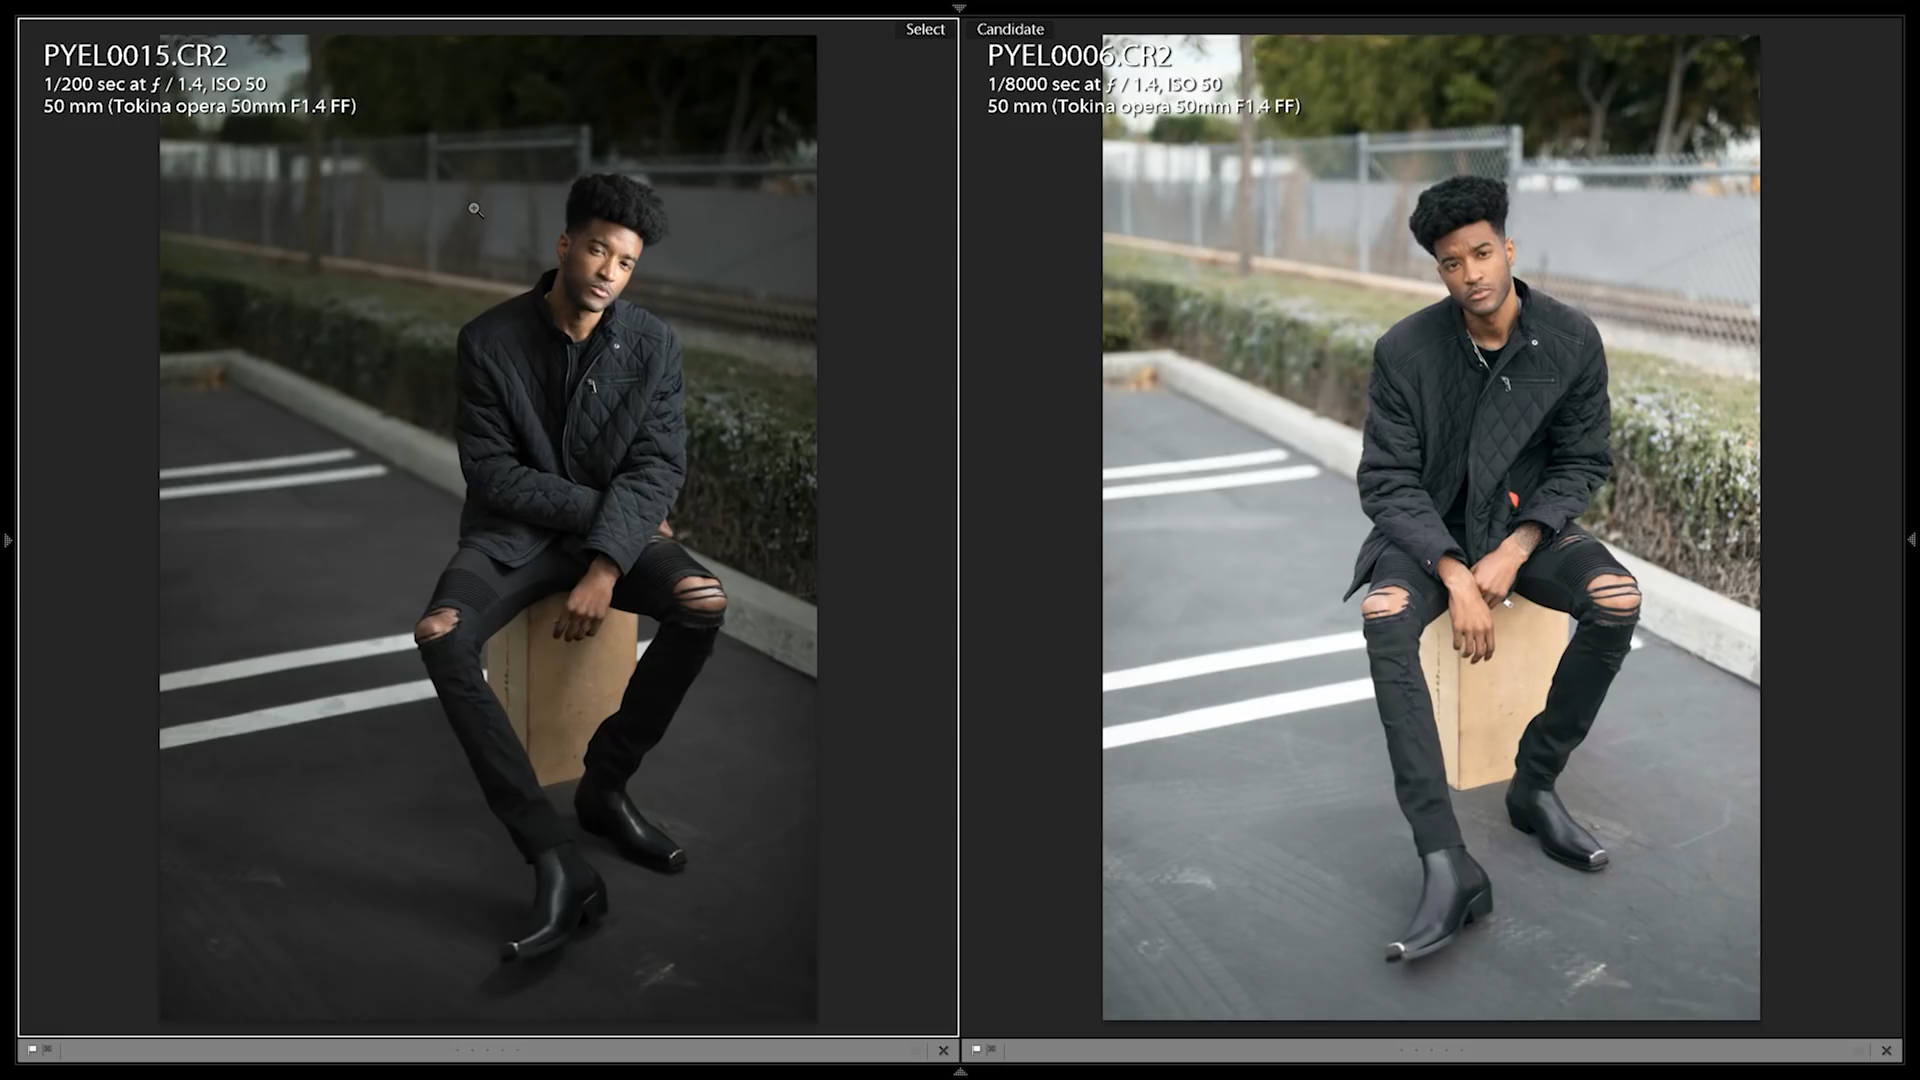 Select
PYEL0015.CR2
1/200 sec at ƒ / 1.4, ISO 50
50 mm (Tokina opera 50mm F1.4 FF)
Candidate
PYEL0006.CR2
1/8000 sec at ƒ / 1.4, ISO 50
50 mm (Tokina opera 50mm F1.4 FF)